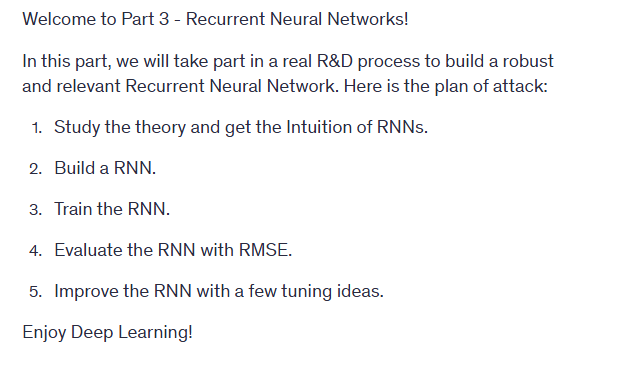 Welcome to Part 3 - Recurrent Neural Networks!
In this part, we will take part in a real R&D process to build a robust
and relevant Recurrent Neural Network. Here is the plan of attack:
1. Study the theory and get the Intuition of RNNs.
2. Build a RNN.
3. Train the RNN.
4. Evaluate the RNN with RMSE.
5. Improve the RNN with a few tuning ideas.
Enjoy Deep Learning!